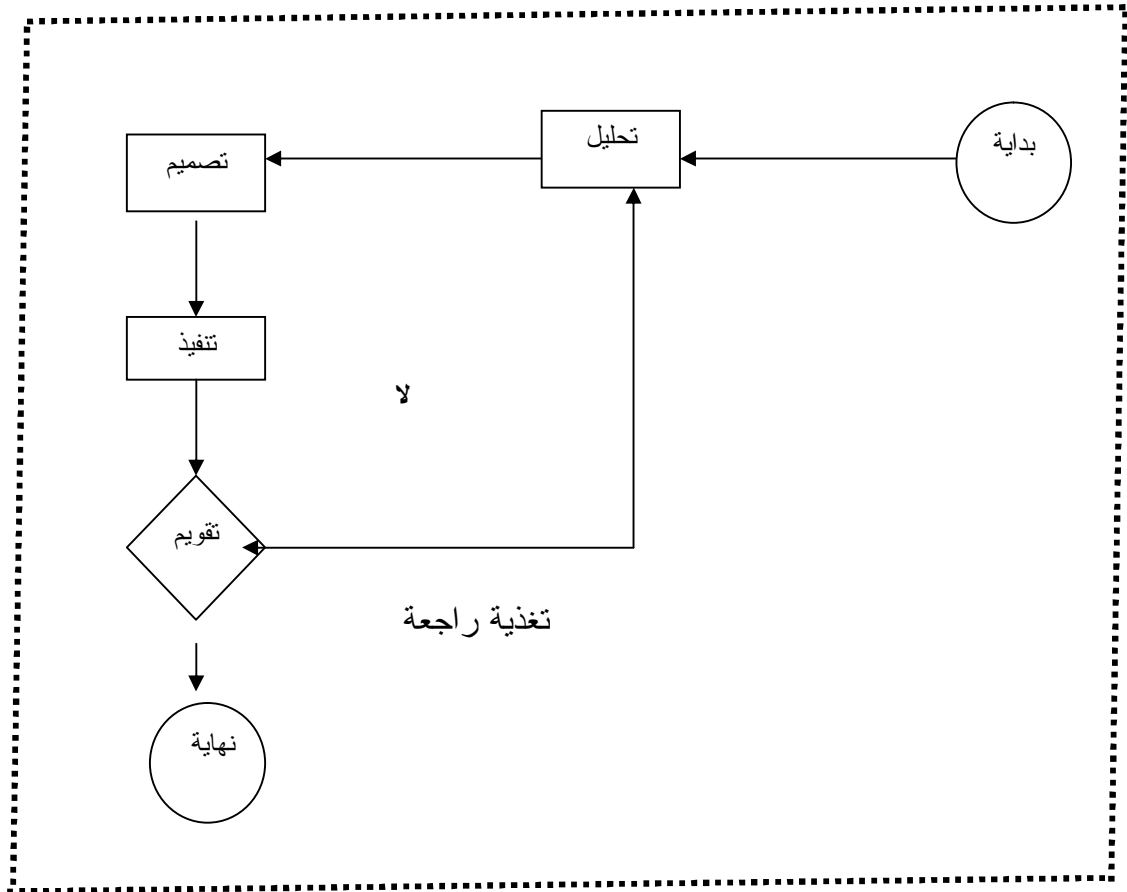 بداية
تحليل
تصميم
تنفيذ
لا
تقويم
تغذية راجعة
نهاية